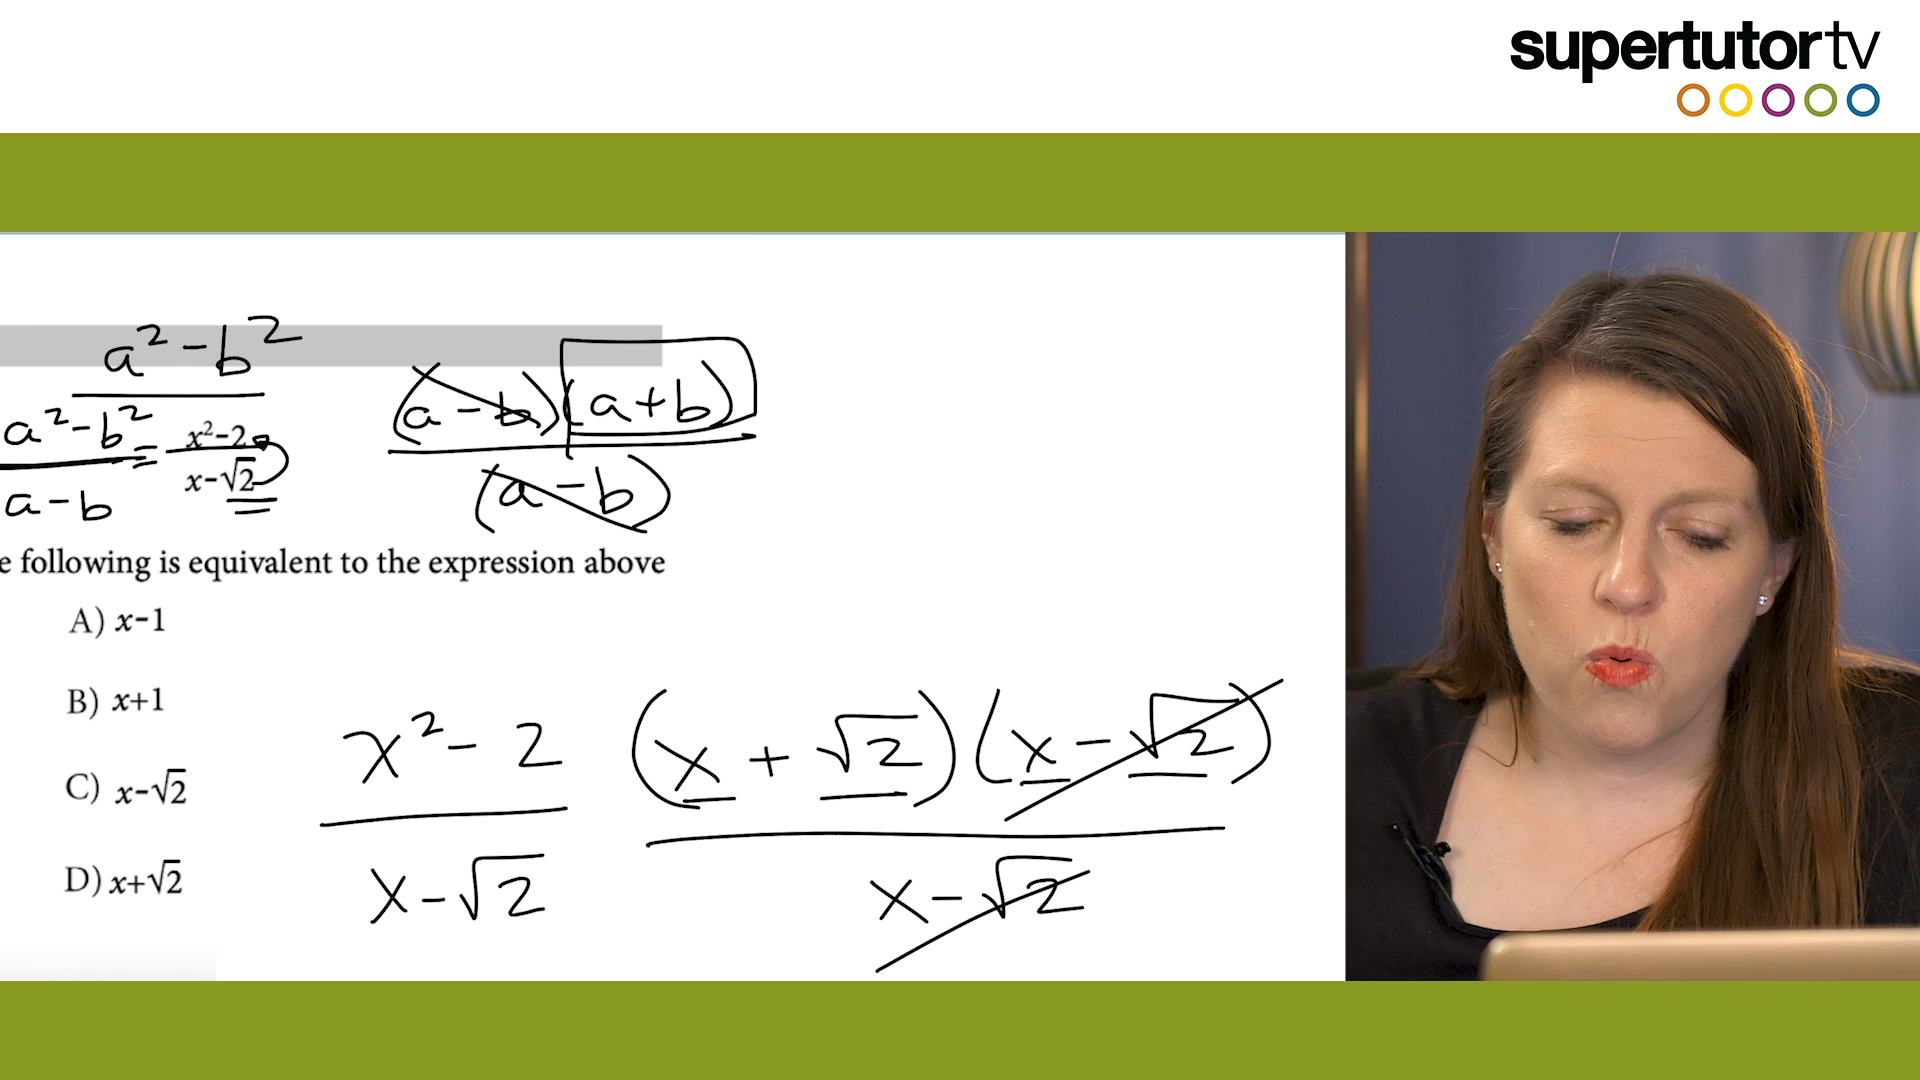 supertutortv
a² - b²
a² - b² = x²-2
a - b x-√2
(a - b)(a + b)
(a - b)
e following is equivalent to the expression above
A) x-1
B) x+1
C) x-√2
D) x+√2
x² - 2
x - √2
(x + √2)(x - √2)
x - √2